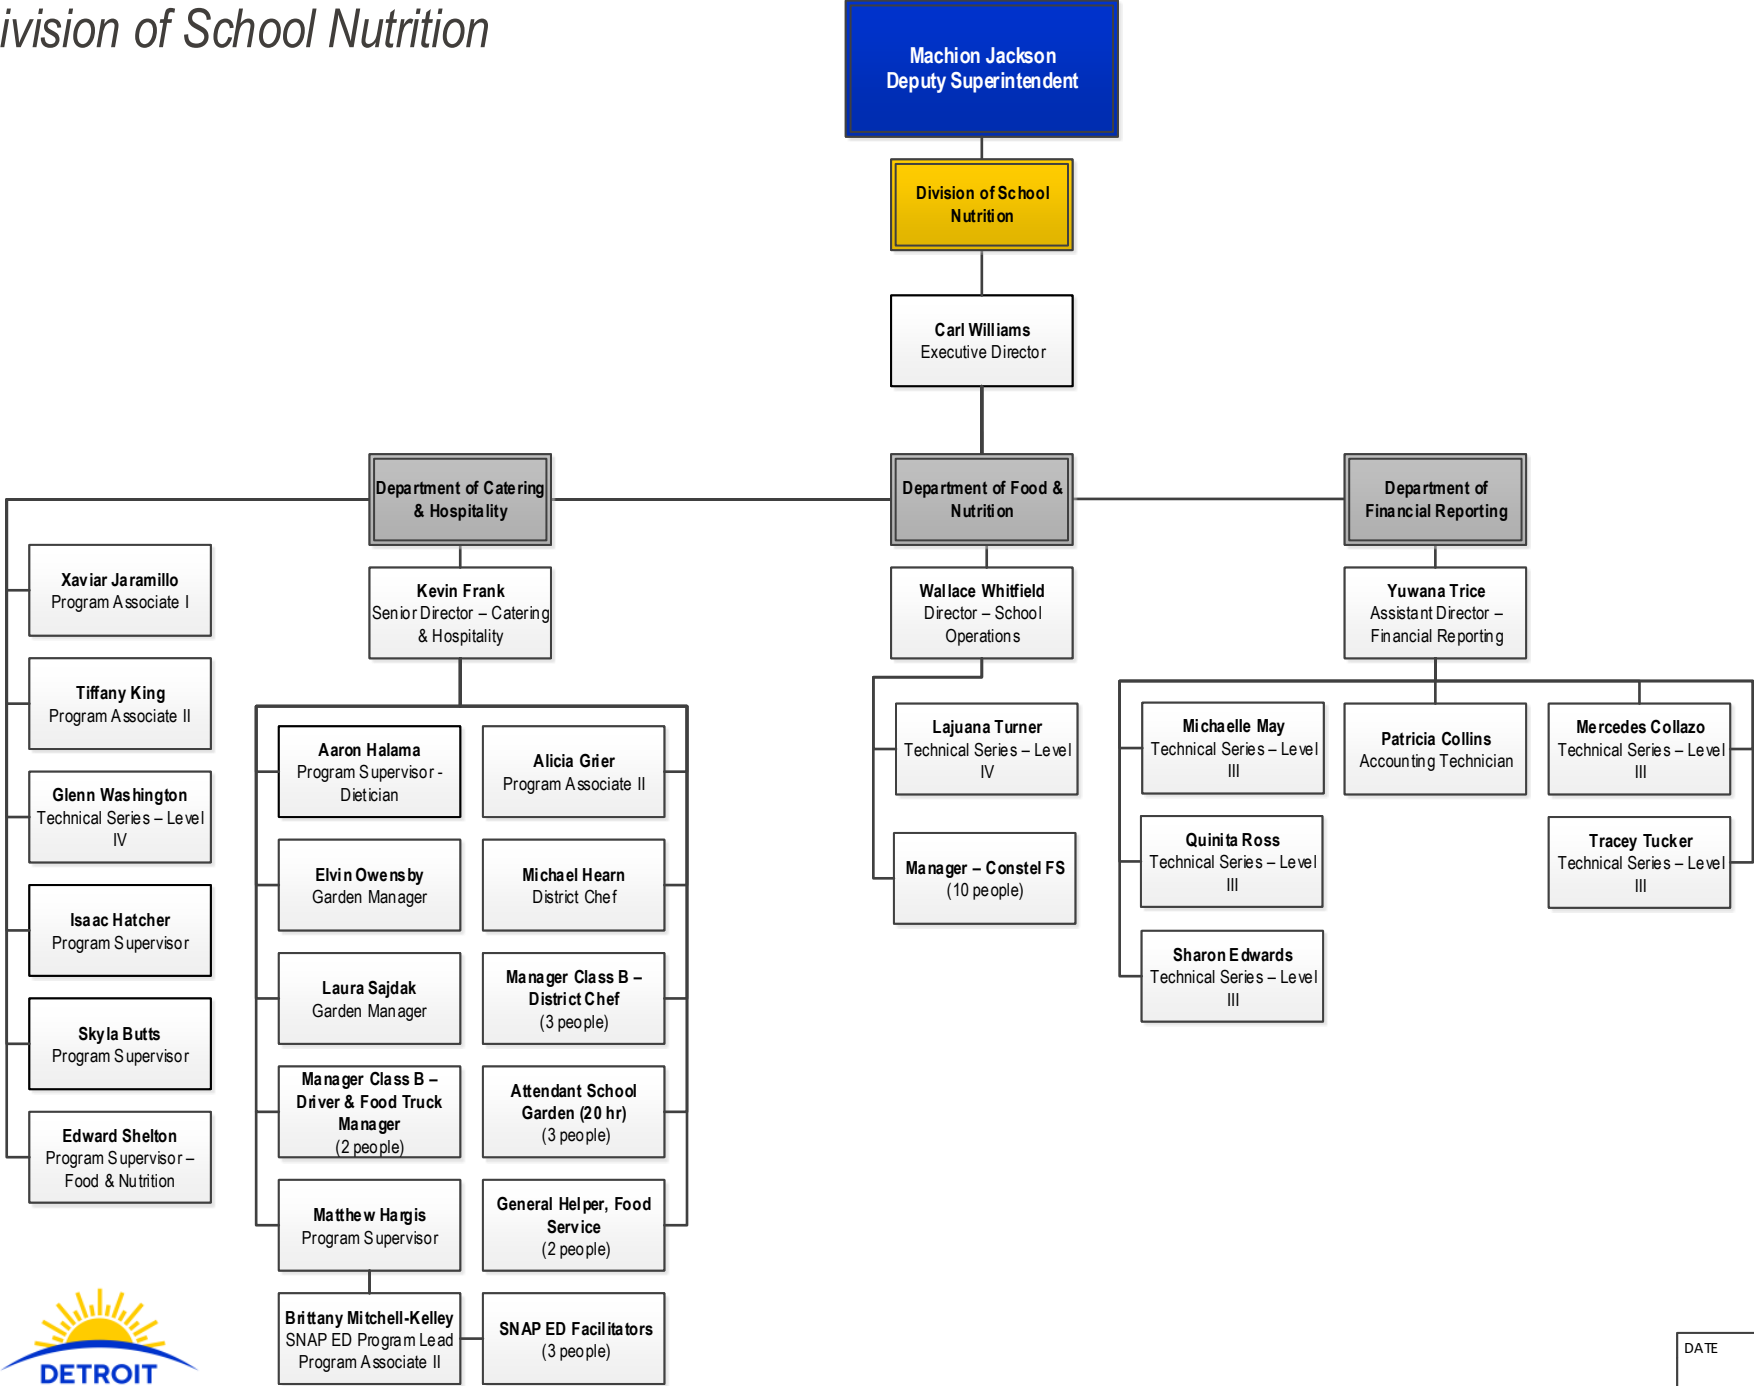 ivision of School Nutrition
Machion Jackson
Deputy Superintendent
Division of School
Nutrition
Carl Williams
Executive Director
Department of Catering
& Hospitality
Department of Food &
Nutrition
Department of
Financial Reporting
Xaviar Jaramillo
Program Associate I
Tiffany King
Program Associate II
Glenn Washington
Technical Series – Level
IV
Isaac Hatcher
Program Supervisor
Skyla Butts
Program Supervisor
Edward Shelton
Program Supervisor –
Food & Nutrition
Kevin Frank
Senior Director – Catering
& Hospitality
Aaron Halama
Program Supervisor -
Dietician
Alicia Grier
Program Associate II
Elvin Owensby
Garden Manager
Michael Hearn
District Chef
Laura Sajdak
Garden Manager
Manager Class B –
District Chef
(3 people)
Manager Class B –
Driver & Food Truck
Manager
(2 people)
Attendant School
Garden (20 hr)
(3 people)
Matthew Hargis
Program Supervisor
General Helper, Food
Service
(2 people)
Brittany Mitchell-Kelley
SNAP ED Program Lead
Program Associate II
SNAP ED Facilitators
(3 people)
Wallace Whitfield
Director – School
Operations
Lajuana Turner
Technical Series – Level
IV
Manager – Constel FS
(10 people)
Yuwana Trice
Assistant Director –
Financial Reporting
Michaelle May
Technical Series – Level
III
Patricia Collins
Accounting Technician
Mercedes Collazo
Technical Series – Level
III
Quinita Ross
Technical Series – Level
III
Tracey Tucker
Technical Series – Level
III
Sharon Edwards
Technical Series – Level
III
DETROIT
DATE